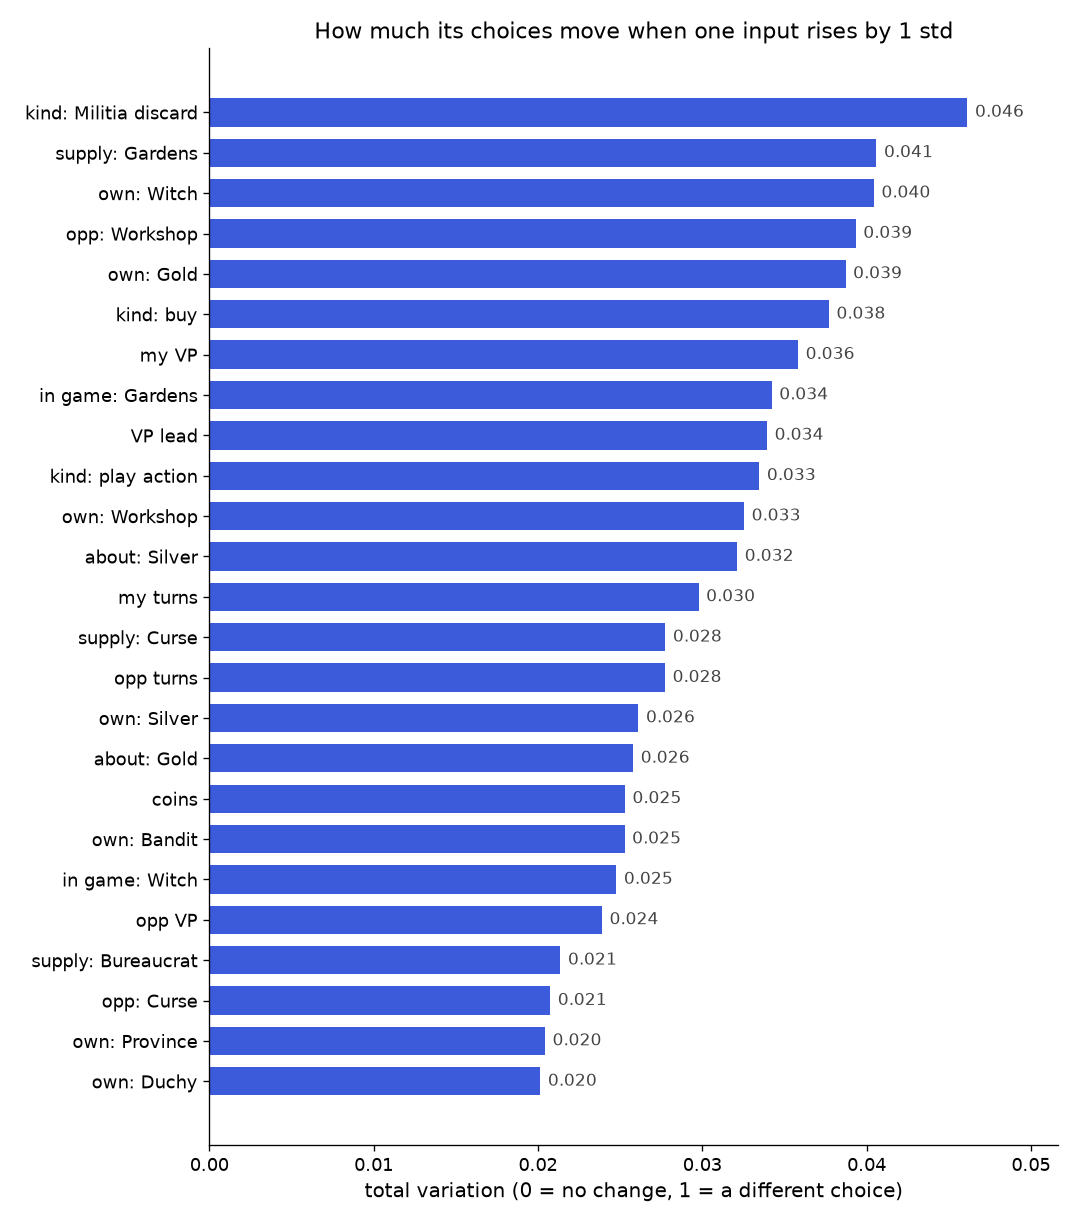 How much its choices move when one input rises by 1 std
kind: Militia discard 0.046
supply: Gardens 0.041
own: Witch 0.040
opp: Workshop 0.039
own: Gold 0.039
kind: buy 0.038
my VP 0.036
in game: Gardens 0.034
VP lead 0.034
kind: play action 0.033
own: Workshop 0.033
about: Silver 0.032
my turns 0.030
supply: Curse 0.028
opp turns 0.028
own: Silver 0.026
about: Gold 0.026
coins 0.025
own: Bandit 0.025
in game: Witch 0.025
opp VP 0.024
supply: Bureaucrat 0.021
opp: Curse 0.021
own: Province 0.020
own: Duchy 0.020
0.00 0.01 0.02 0.03 0.04 0.05
total variation (0 = no change, 1 = a different choice)